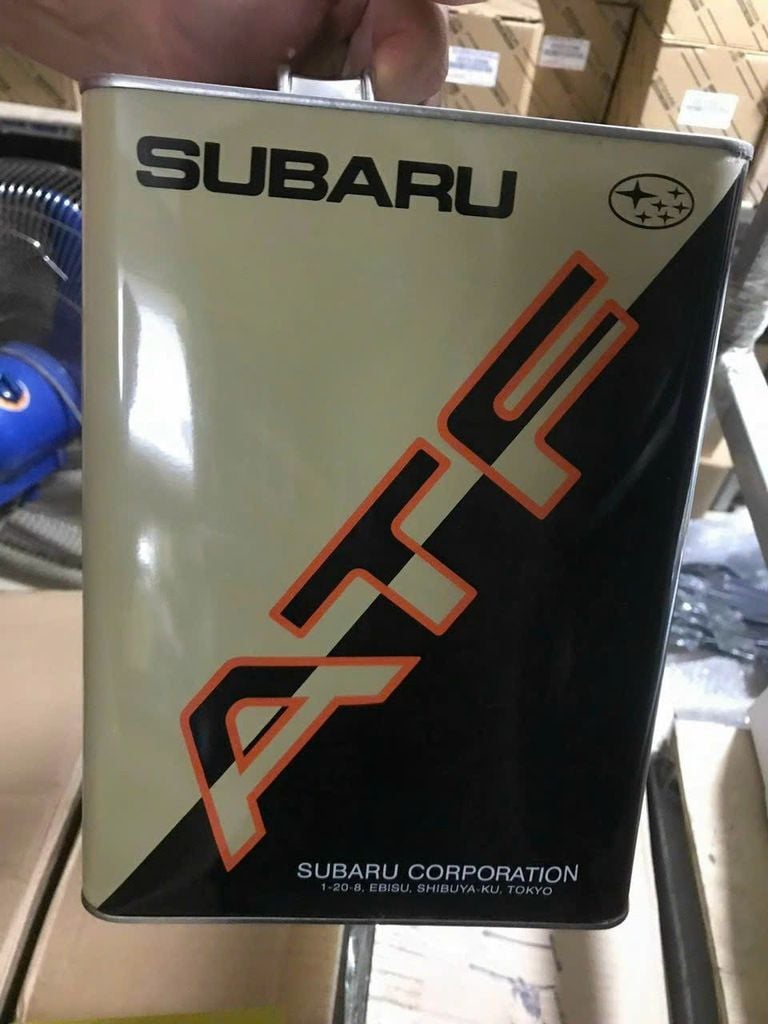 SUBARU
ATF
SUBARU CORPORATION
1-20-8, EBISU, SHIBUYA-KU, TOKYO